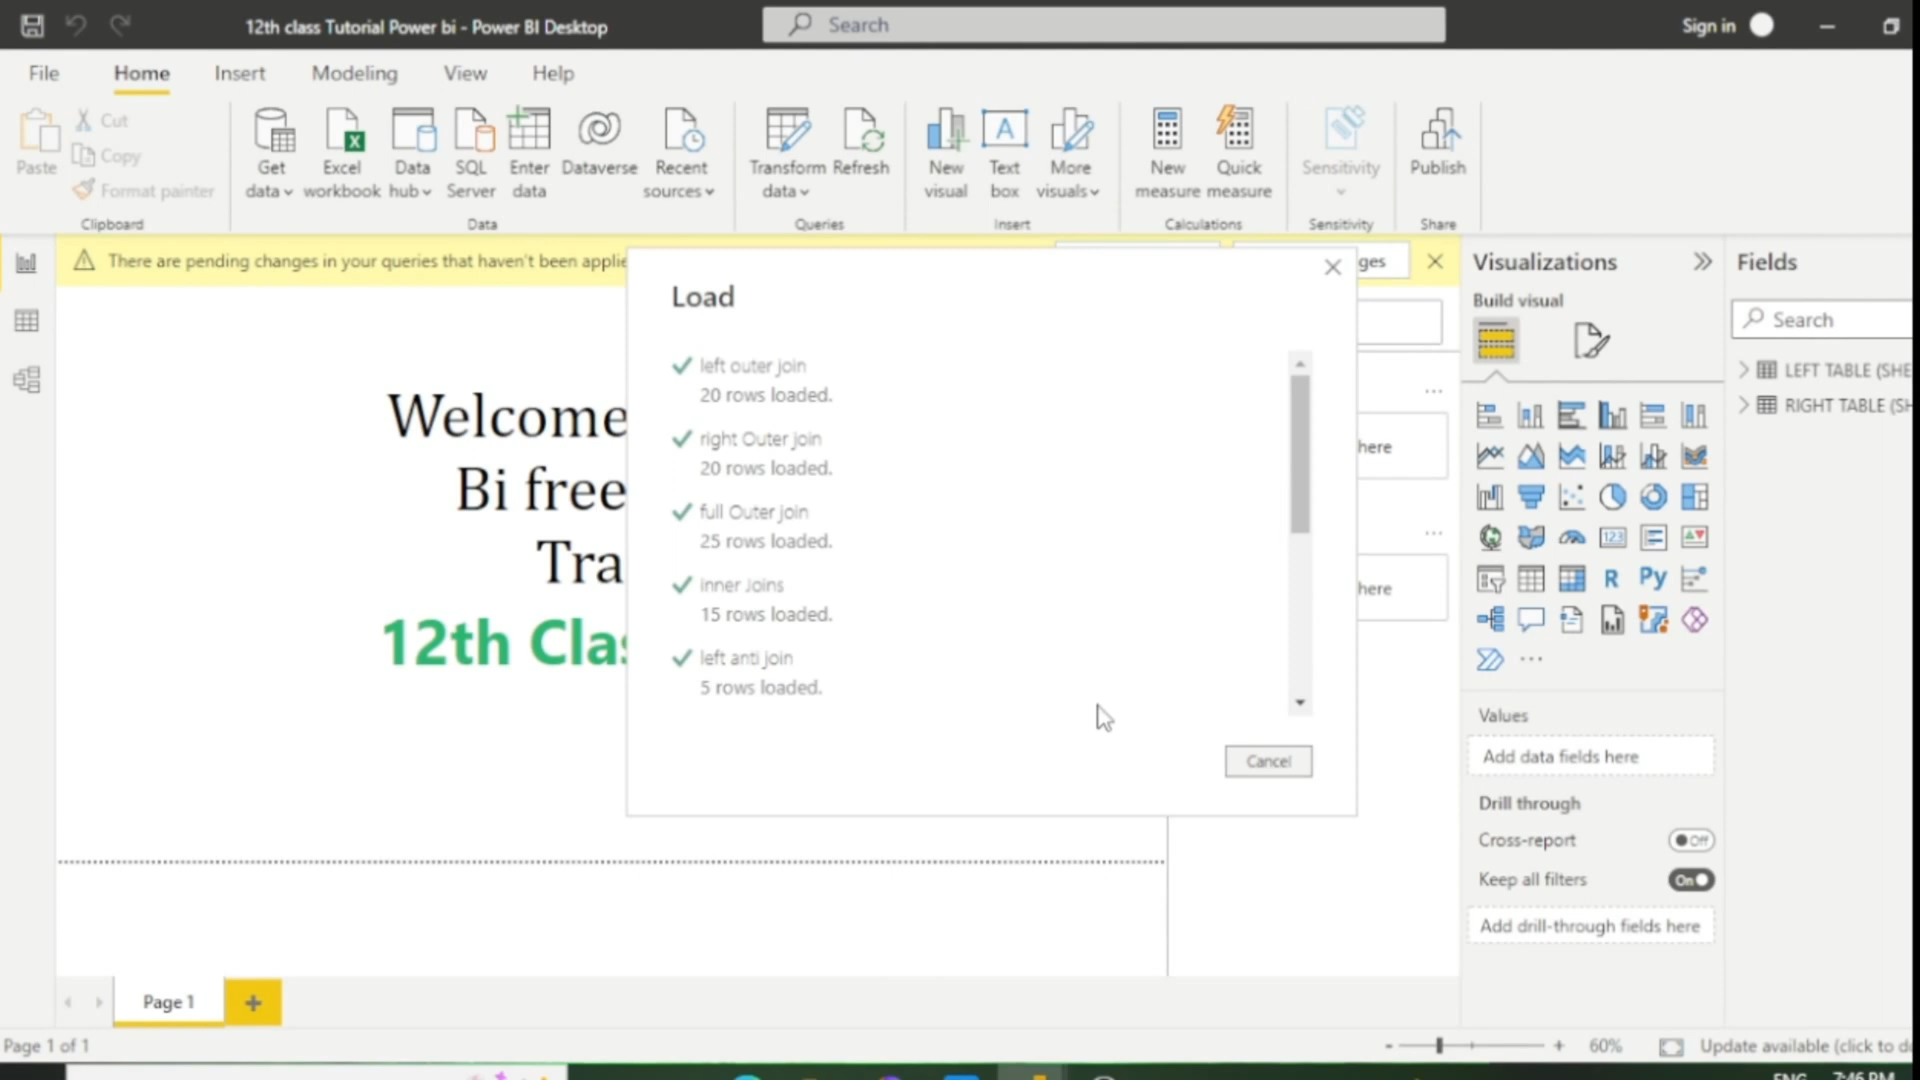 12th class Tutorial Power bi - Power BI Desktop
Search
Sign in
File Home Insert Modeling View Help
Paste
Cut
Copy
Format painter
Clipboard
Get data
Excel workbook
Data hub
SQL Server
Enter data
Dataverse
Recent sources
Data
Transform data
Refresh
Queries
New visual
Text box
More visuals
Insert
New measure
Quick measure
Calculations
Sensitivity
Sensitivity
Publish
Share
There are pending changes in your queries that haven't been applie
ges
Welcome
Bi free
Tra
12th Clas
Load
left outer join
20 rows loaded.
right Outer join
20 rows loaded.
full Outer join
25 rows loaded.
inner Joins
15 rows loaded.
left anti join
5 rows loaded.
Cancel
here
here
Visualizations
Build visual
123
R
Py
Values
Add data fields here
Drill through
Cross-report
Off
Keep all filters
On
Add drill-through fields here
Fields
Search
LEFT TABLE (SHE
RIGHT TABLE (SH
Page 1
Page 1 of 1
60%
Update available (click to do
ENG 7:46 PM